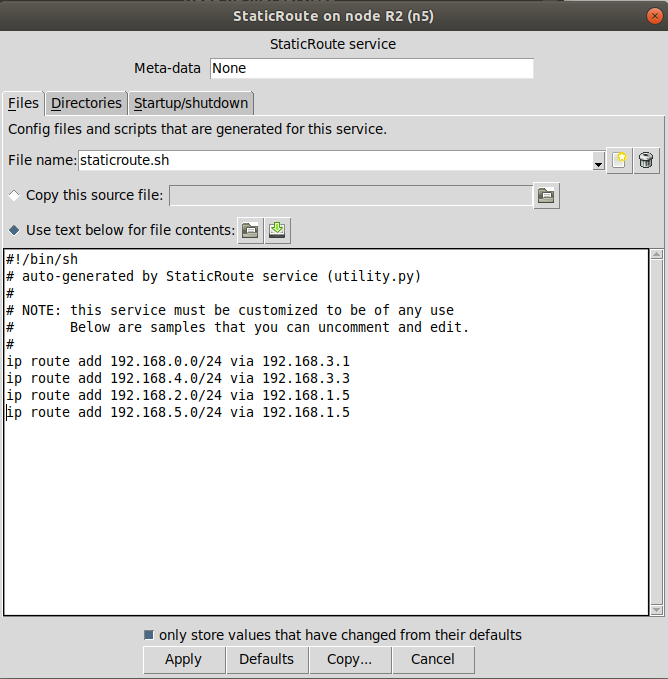 StaticRoute on node R2 (n5)
StaticRoute service
Meta-data None
Files Directories Startup/shutdown
Config files and scripts that are generated for this service.
File name: staticroute.sh
Copy this source file:
Use text below for file contents:
#!/bin/sh
# auto-generated by StaticRoute service (utility.py)
#
# NOTE: this service must be customized to be of any use
#       Below are samples that you can uncomment and edit.
#
ip route add 192.168.0.0/24 via 192.168.3.1
ip route add 192.168.4.0/24 via 192.168.3.3
ip route add 192.168.2.0/24 via 192.168.1.5
ip route add 192.168.5.0/24 via 192.168.1.5
only store values that have changed from their defaults
Apply Defaults Copy... Cancel